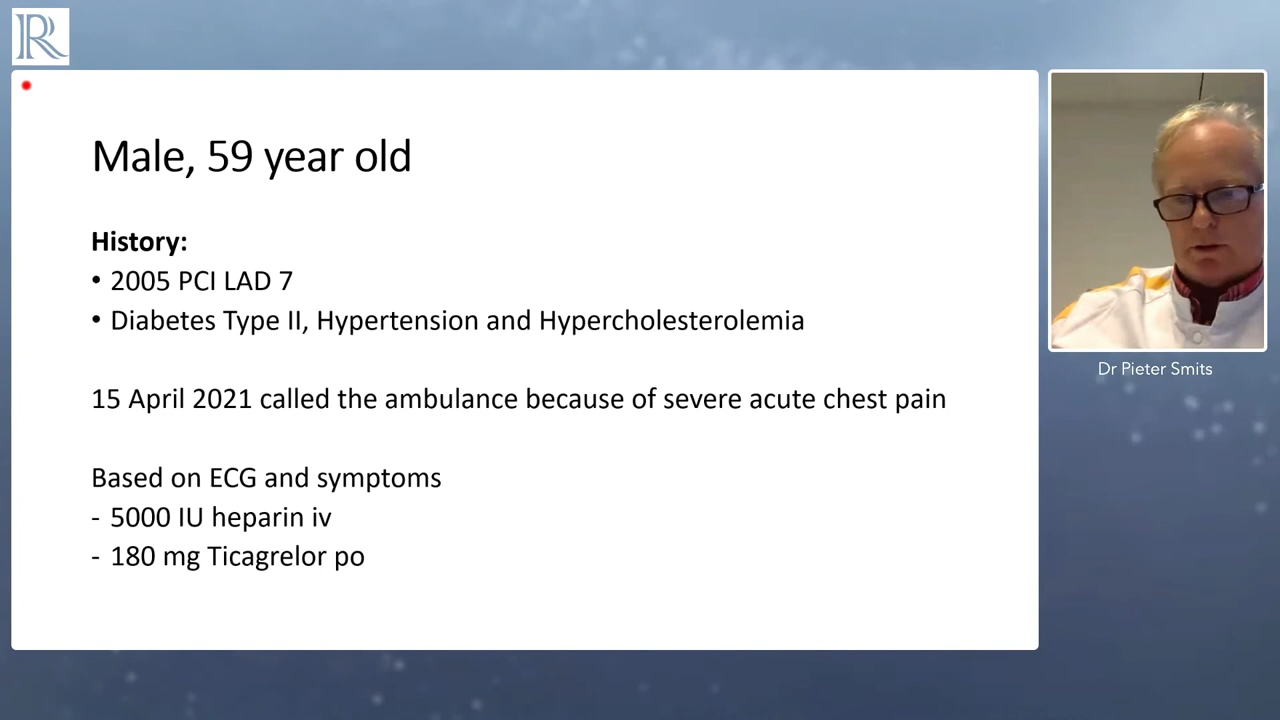 R
Male, 59 year old
History:
• 2005 PCI LAD 7
• Diabetes Type II, Hypertension and Hypercholesterolemia
15 April 2021 called the ambulance because of severe acute chest pain
Based on ECG and symptoms
- 5000 IU heparin iv
- 180 mg Ticagrelor po
Dr Pieter Smits